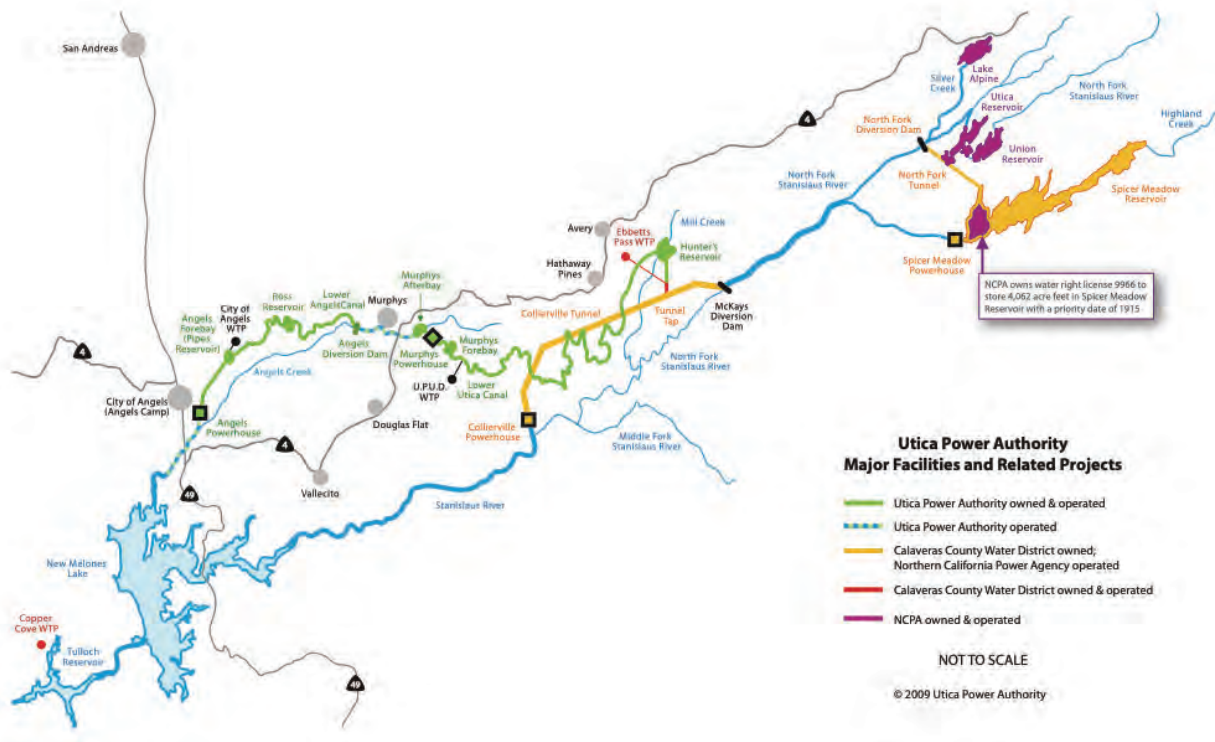 San Andreas
4
Silver
Creek
Lake
Alpine
Utica
Reservoir
North Fork
Stanislaus River
Highland
Creek
North Fork
Diversion Dam
Union
Reservoir
North Fork
Tunnel
North Fork
Stanislaus River
Spicer Meadow
Reservoir
Spicer Meadow
Powerhouse
NCPA owns water right license 9966 to
store 4,062 acre feet in Spicer Meadow
Reservoir with a priority date of 1915
Avery
Ebbetts
Pass WTP
Mill Creek
Hunter's
Reservoir
Hathaway
Pines
Collierville Tunnel
Tunnel
Tap
McKays
Diversion
Dam
North Fork
Stanislaus River
Murphys
Afterbay
Lower
AngelsCanal
Murphys
Ross
Reservoir
City of
Angels
WTP
Angels
Forebay
(Pipes
Reservoir)
Angels
Diversion Dam
Murphys
Powerhouse
Murphys
Forebay
U.P.U.D.
WTP
Lower
Utica Canal
4
Angels Creek
City of Angels
(Angels Camp)
Angels
Powerhouse
Douglas Flat
Collierville
Powerhouse
Middle Fork
Stanislaus River
4
Vallecito
49
Stanislaus River
New Melones
Lake
Copper
Cove WTP
Tulloch
Reservoir
49
Utica Power Authority
Major Facilities and Related Projects
Utica Power Authority owned & operated
Utica Power Authority operated
Calaveras County Water District owned;
Northern California Power Agency operated
Calaveras County Water District owned & operated
NCPA owned & operated
NOT TO SCALE
© 2009 Utica Power Authority